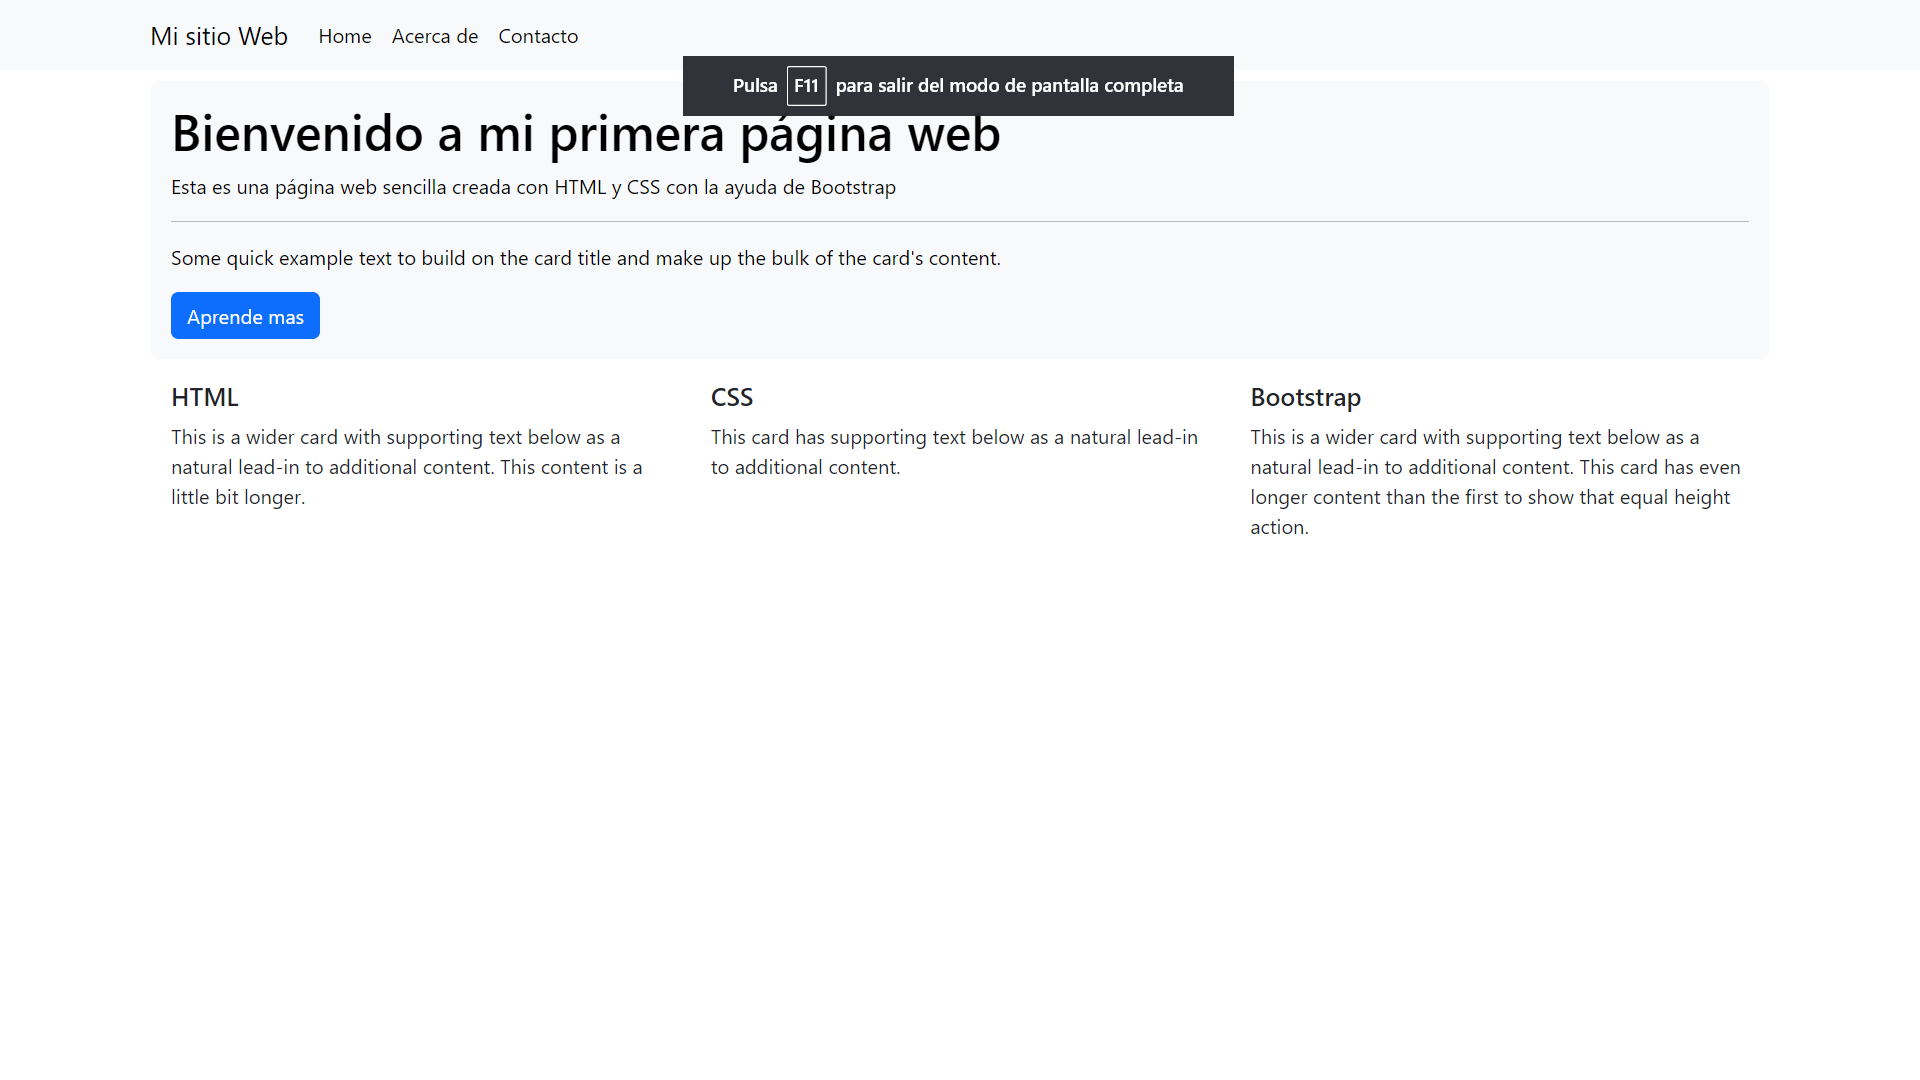 Mi sitio Web Home Acerca de Contacto
Pulsa F11 para salir del modo de pantalla completa
Bienvenido a mi primera página web
Esta es una página web sencilla creada con HTML y CSS con la ayuda de Bootstrap
Some quick example text to build on the card title and make up the bulk of the card's content.
Aprende mas
HTML
This is a wider card with supporting text below as a
natural lead-in to additional content. This content is a
little bit longer.
CSS
This card has supporting text below as a natural lead-in
to additional content.
Bootstrap
This is a wider card with supporting text below as a
natural lead-in to additional content. This card has even
longer content than the first to show that equal height
action.